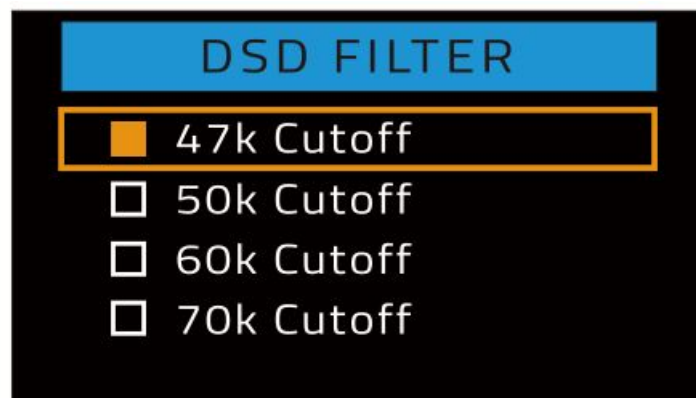 DSD FILTER
47k Cutoff
50k Cutoff
60k Cutoff
70k Cutoff